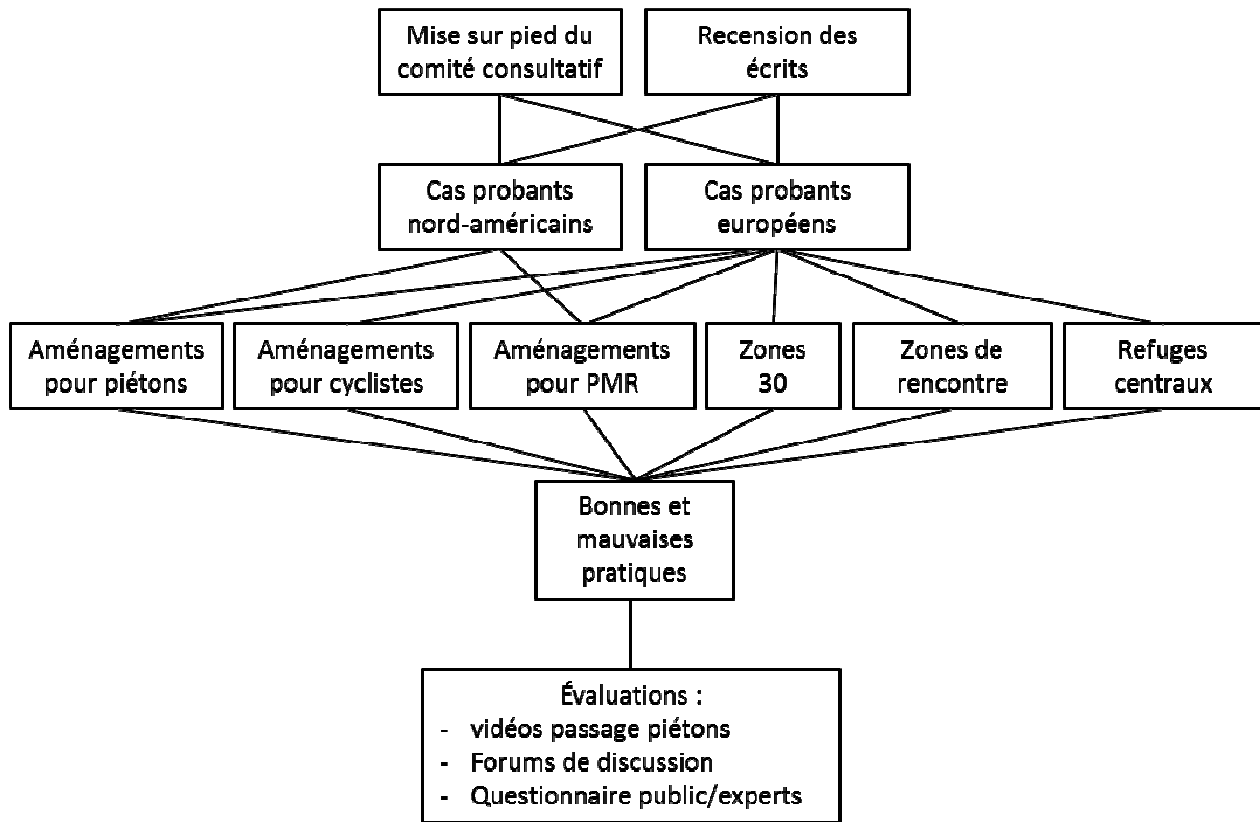 Mise sur pied du
comité consultatif
Recension des
écrits
Cas probants
nord-américains
Cas probants
européens
Aménagements
pour piétons
Aménagements
pour cyclistes
Aménagements
pour PMR
Zones
30
Zones de
rencontre
Refuges
centraux
Bonnes et
mauvaises
pratiques
Évaluations :
- vidéos passage piétons
- Forums de discussion
- Questionnaire public/experts